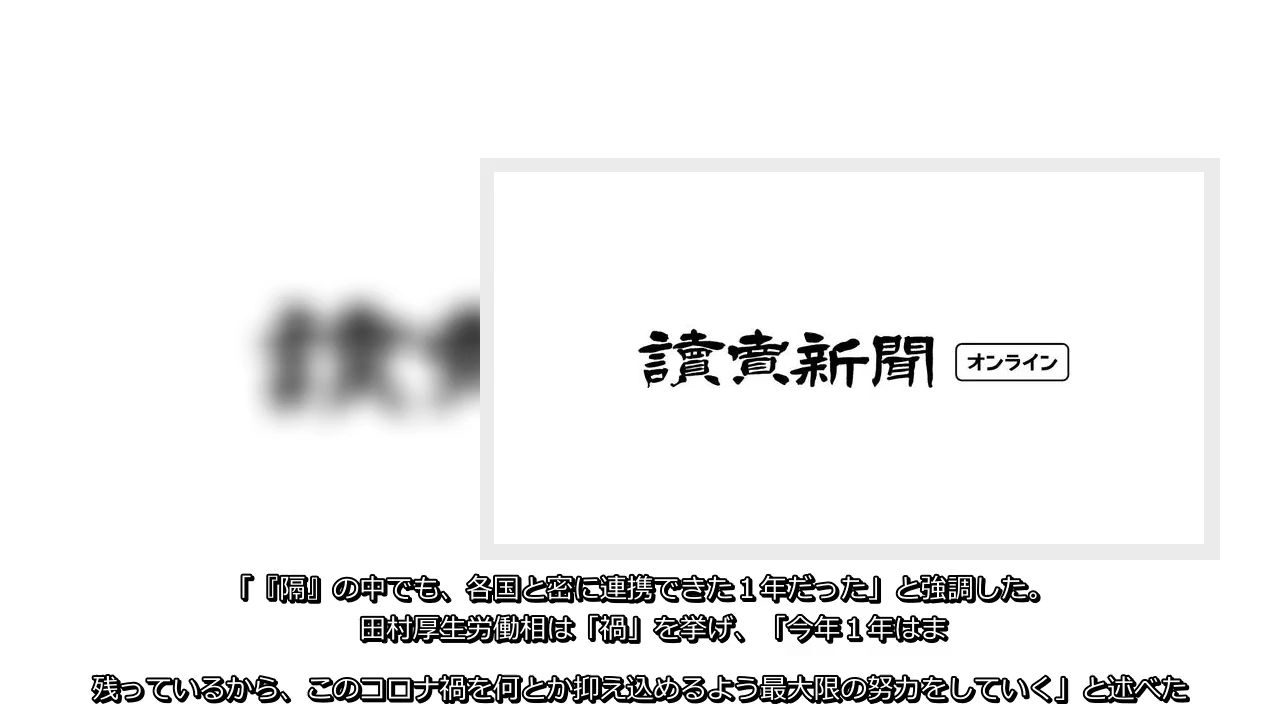 讀賣新聞 オンライン
「『隔』の中でも、各国と密に連携できた１年だった」と強調した。
田村厚生労働相は「禍」を挙げ、「今年１年はま
残っているから、このコロナ禍を何とか抑え込めるよう最大限の努力をしていく」と述べた